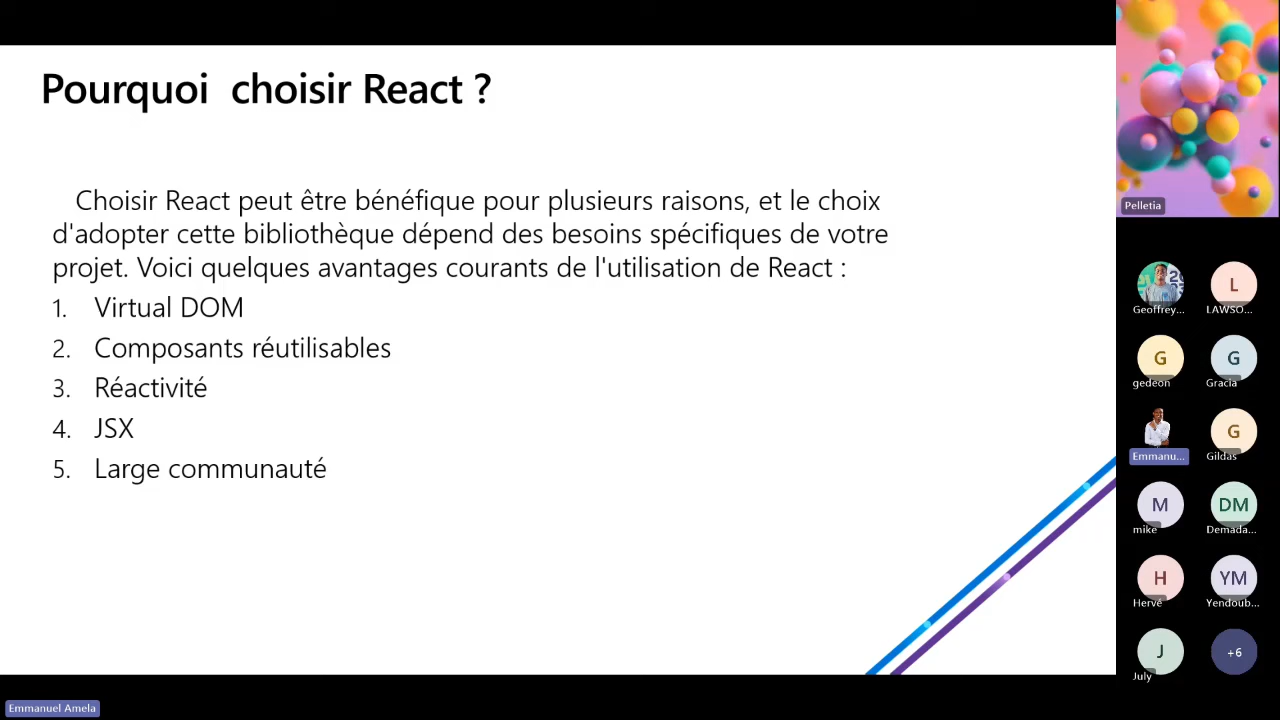 Pourquoi choisir React ?
Choisir React peut être bénéfique pour plusieurs raisons, et le choix
d'adopter cette bibliothèque dépend des besoins spécifiques de votre
projet. Voici quelques avantages courants de l'utilisation de React :
1. Virtual DOM
2. Composants réutilisables
3. Réactivité
4. JSX
5. Large communauté
Pelletia
Geoffrey...
L
LAWSO...
G
gedeon
G
Gracia
Emmanu...
G
Gildas
M
mike
DM
Demada...
H
Hervé
YM
Yendoub...
J
July
+6
Emmanuel Amela